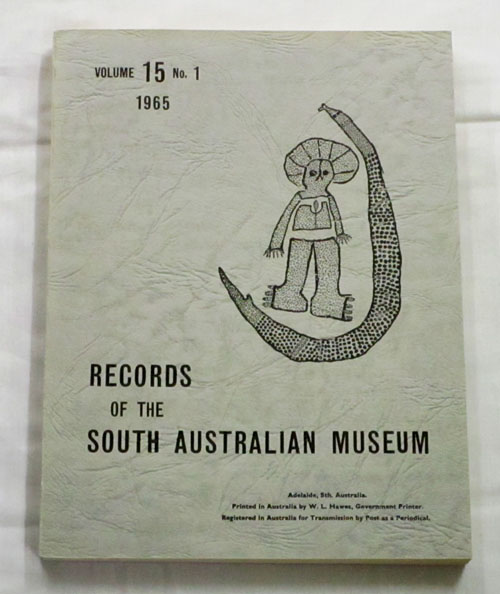 VOLUME 15 No. 1
1965
RECORDS
OF THE
SOUTH AUSTRALIAN MUSEUM
Adelaide, Sth. Australia.
Printed in Australia by W. L. Hawes, Government Printer.
Registered in Australia for Transmission by Post as a Periodical.